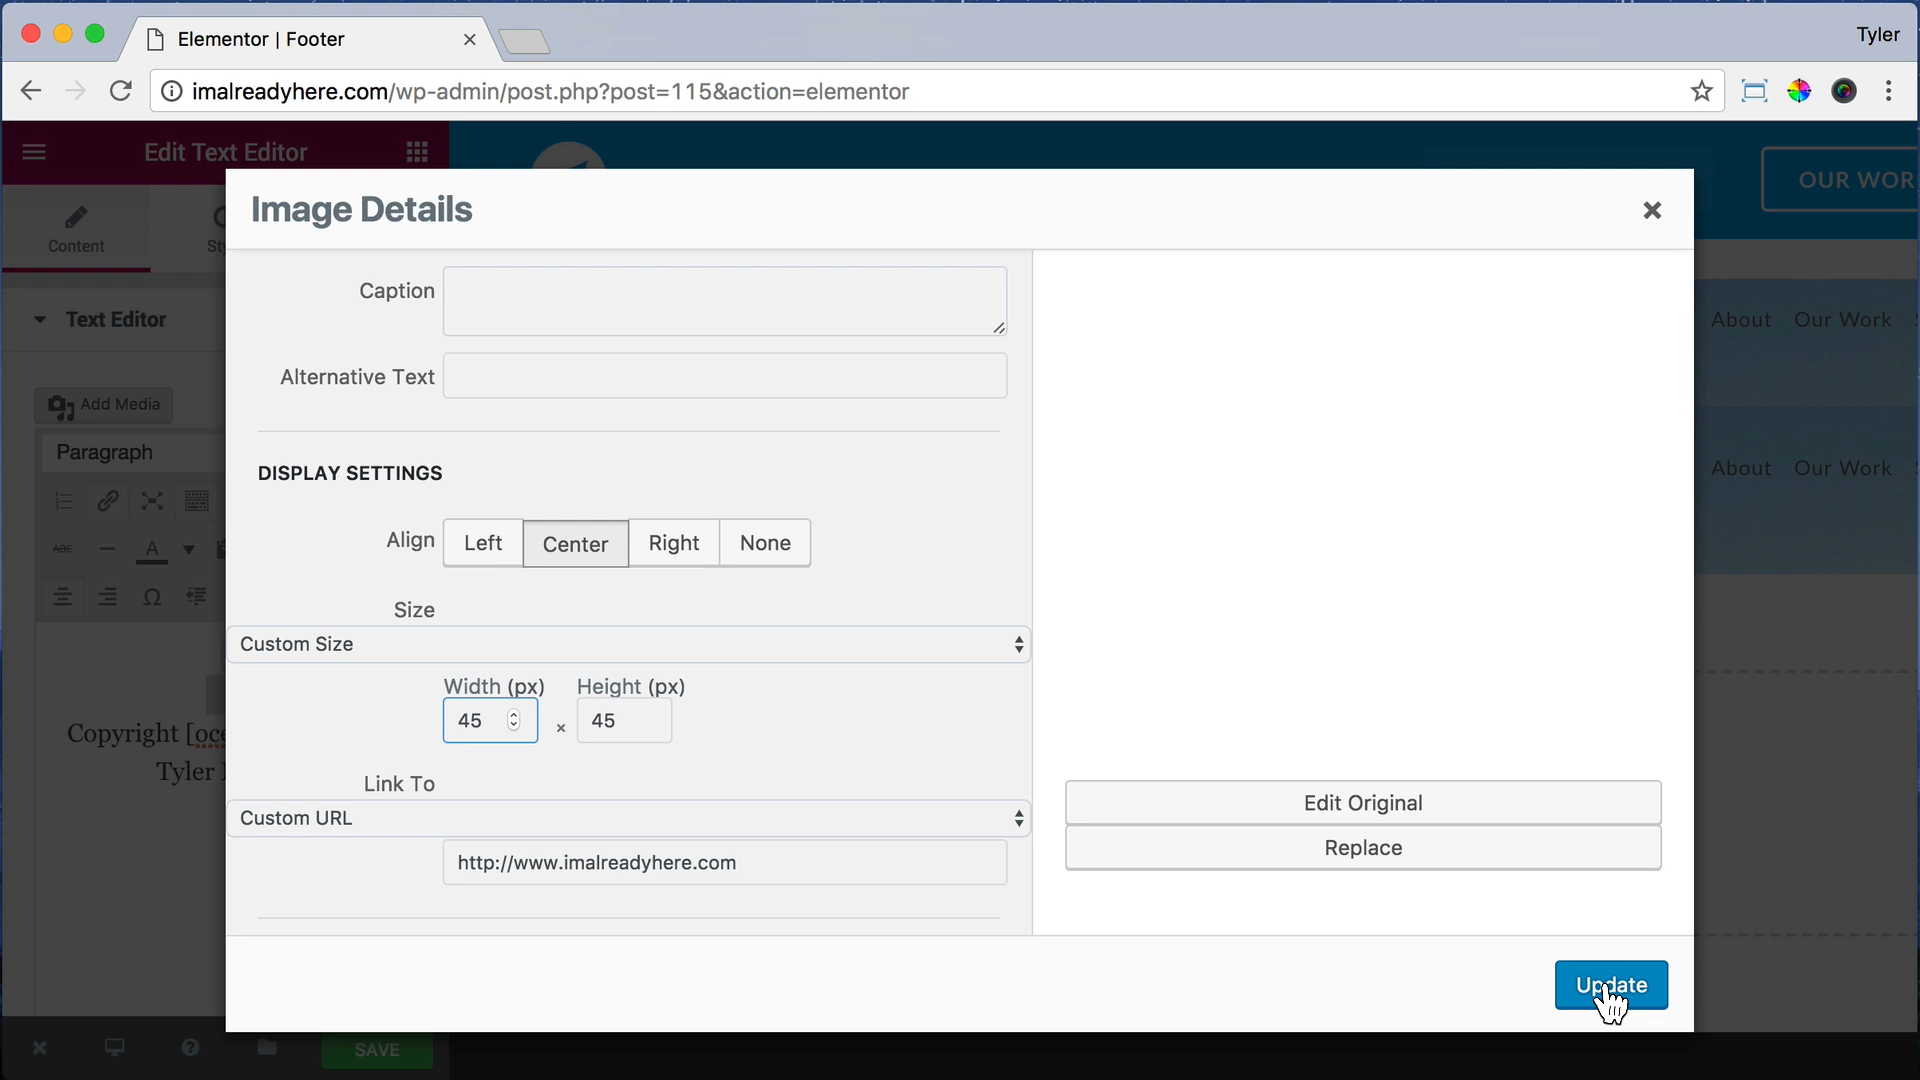 Elementor | Footer
Tyler
imalreadyhere.com/wp-admin/post.php?post=115&action=elementor
Edit Text Editor
OUR WOR
Image Details
Content
Sty
Caption
About Our Work
Text Editor
Alternative Text
Add Media
Paragraph
DISPLAY SETTINGS
About Our Work
Align Left Center Right None
ABC
A
Size
Custom Size
Width (px) Height (px)
45 × 45
Copyright [oce
Tyler
Link To
Custom URL
Edit Original
Replace
http://www.imalreadyhere.com
Update
SAVE